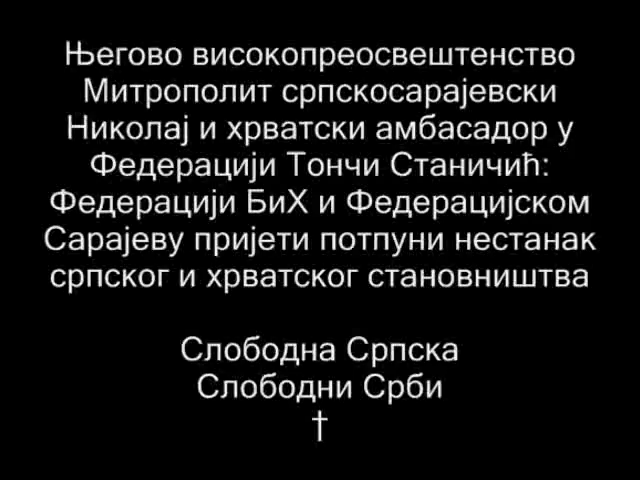 Његово високопреосвештенство
Митрополит српскосарајевски
Николај и хрватски амбасадор у
Федерацији Тончи Станичић:
Федерацији БиХ и Федерацијском
Сарајеву пријети потпуни нестанак
српског и хрватског становништва
Слободна Српска
Слободни Срби
†